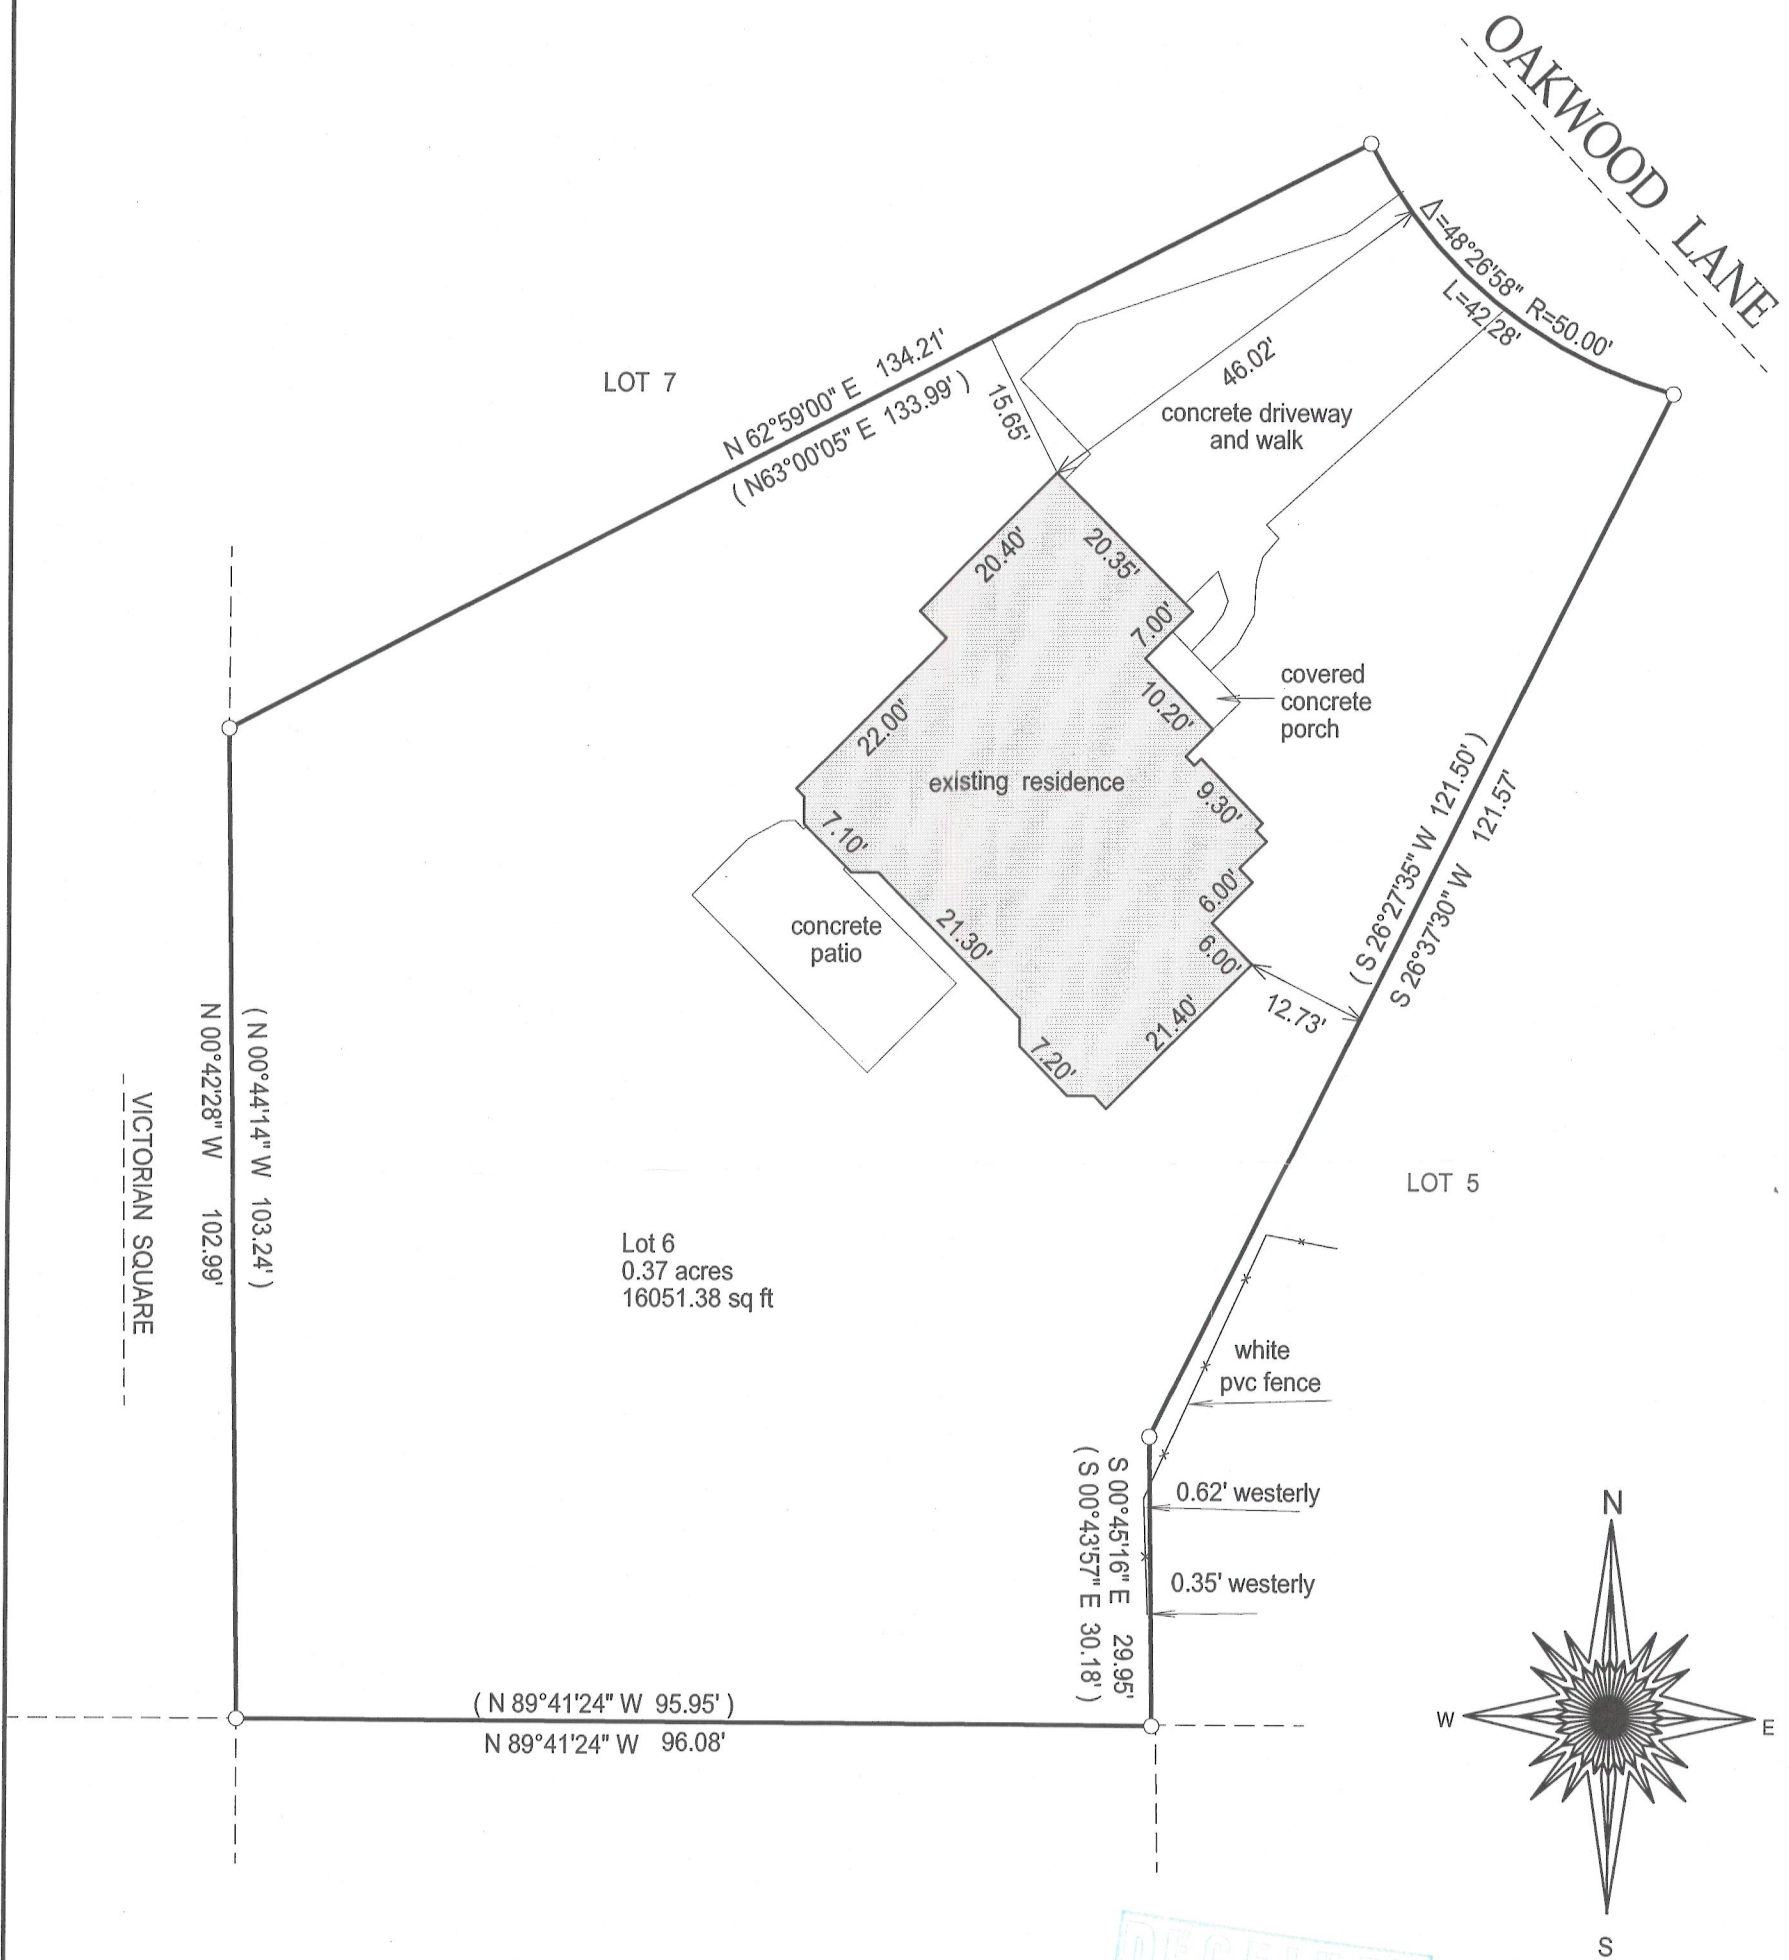 OAKWOOD LANE
Δ=48°26'58" R=50.00'
L=42.28'
LOT 7
N 62°59'00" E 134.21'
( N63°00'05" E 133.99' )
15.65'
46.02'
concrete driveway
and walk
20.40'
20.35'
7.00'
covered
concrete
porch
10.20'
22.00'
existing residence
9.30'
7.10'
6.00'
6.00'
concrete
patio
21.30'
12.73'
21.40'
7.20'
( S 26°27'35" W 121.50' )
S 26°37'30" W 121.57'
( N 00°44'14" W 103.24' )
N 00°42'28" W 102.99'
VICTORIAN SQUARE
LOT 5
Lot 6
0.37 acres
16051.38 sq ft
white
pvc fence
S 00°45'16" E 29.95'
( S 00°43'57" E 30.18' )
0.62' westerly
0.35' westerly
( N 89°41'24" W 95.95' )
N 89°41'24" W 96.08'
N
W
E
S